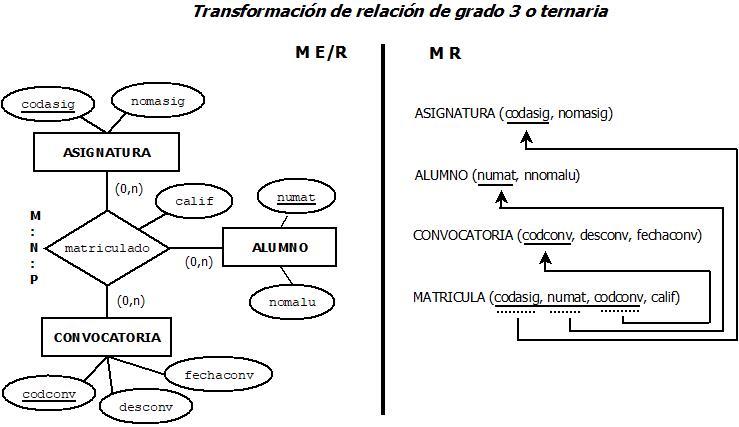 Transformación de relación de grado 3 o ternaria
M E/R
M R
codasig
nomasig
ASIGNATURA
(0,n)
calif
numat
M
:
N
:
P
matriculado
(0,n)
ALUMNO
(0,n)
nomalu
CONVOCATORIA
fechaconv
codconv
desconv
ASIGNATURA (codasig, nomasig)
ALUMNO (numat, nnomalu)
CONVOCATORIA (codconv, desconv, fechaconv)
MATRICULA (codasig, numat, codconv, calif)